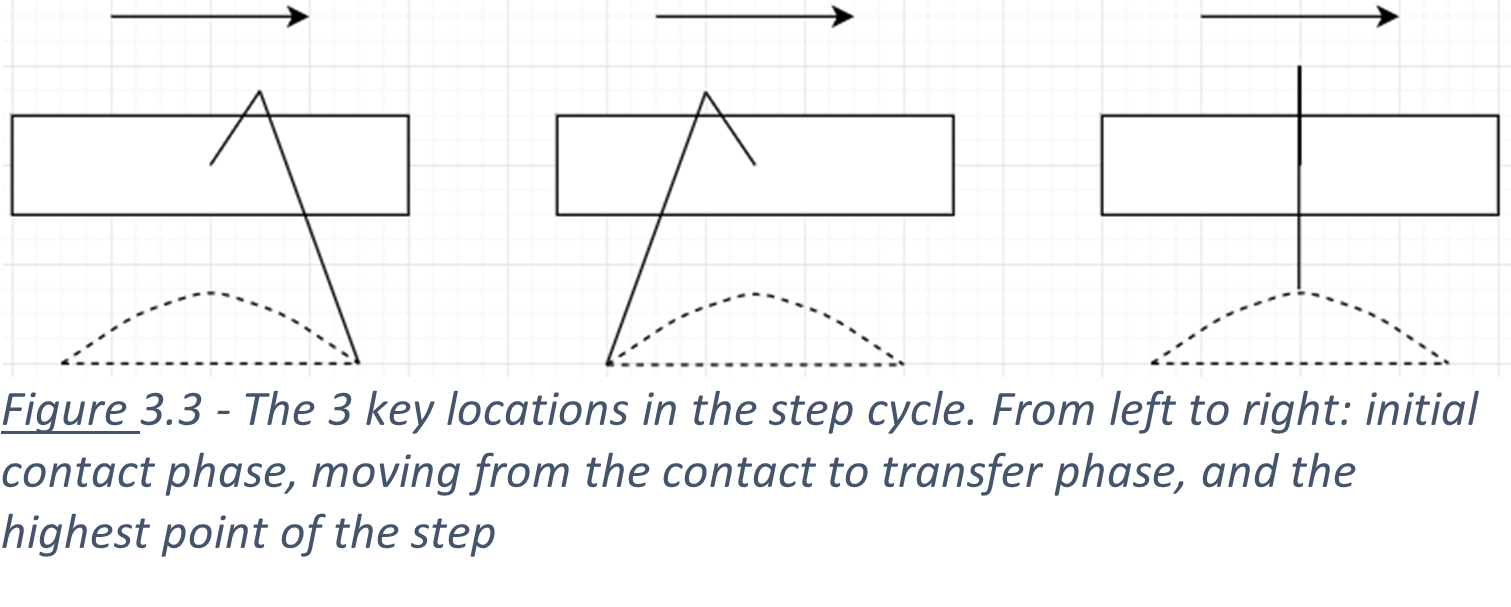 Figure 3.3 - The 3 key locations in the step cycle. From left to right: initial
contact phase, moving from the contact to transfer phase, and the
highest point of the step